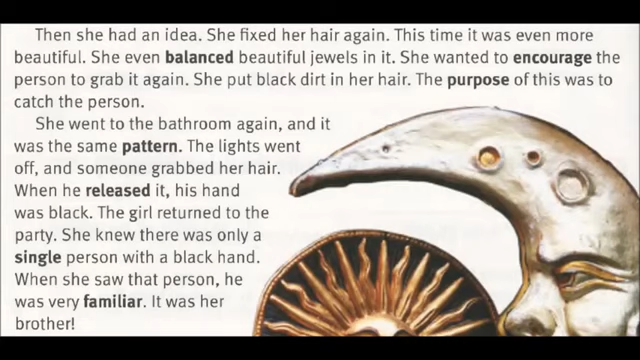 Then she had an idea. She fixed her hair again. This time it was even more
beautiful. She even balanced beautiful jewels in it. She wanted to encourage the
person to grab it again. She put black dirt in her hair. The purpose of this was to
catch the person.
She went to the bathroom again, and it
was the same pattern. The lights went
off, and someone grabbed her hair.
When he released it, his hand
was black. The girl returned to the
party. She knew there was only a
single person with a black hand.
When she saw that person, he
was very familiar. It was her
brother!